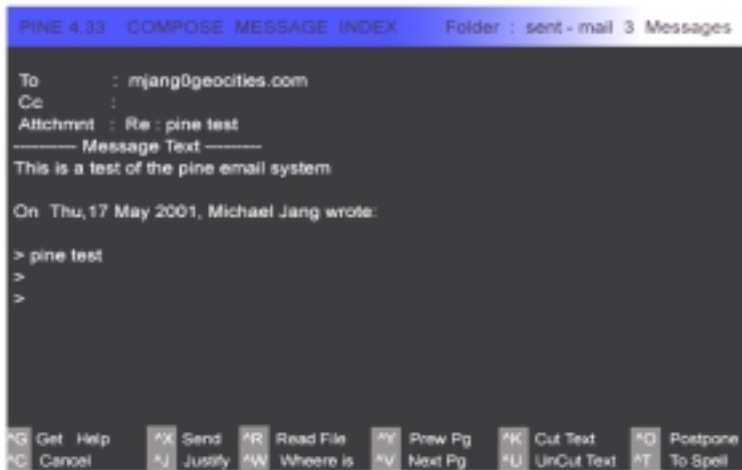 PINE 4.33 COMPOSE MESSAGE INDEX Folder : sent - mail 3 Messages
To : mjang0geocities.com
Cc :
Attchmnt : Re : pine test
---------- Message Text ---------
This is a test of the pine email system
On Thu,17 May 2001, Michael Jang wrote:
> pine test
>
>
^G Get Help ^X Send ^R Read File ^Y Prew Pg ^K Cut Text ^O Postpone
^C Cancel ^J Justify ^W Wheere is ^V Next Pg ^U UnCut Text ^T To Spell